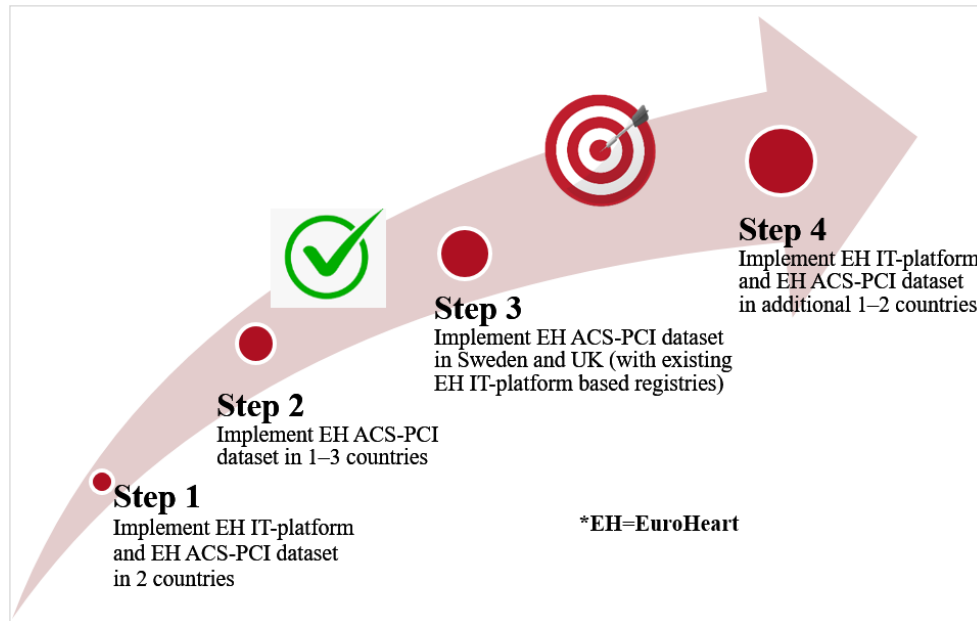 Step 1
Implement EH IT-platform
and EH ACS-PCI dataset
in 2 countries
Step 2
Implement EH ACS-PCI
dataset in 1–3 countries
Step 3
Implement EH ACS-PCI dataset
in Sweden and UK (with existing
EH IT-platform based registries)
Step 4
Implement EH IT-platform
and EH ACS-PCI dataset
in additional 1–2 countries
*EH=EuroHeart